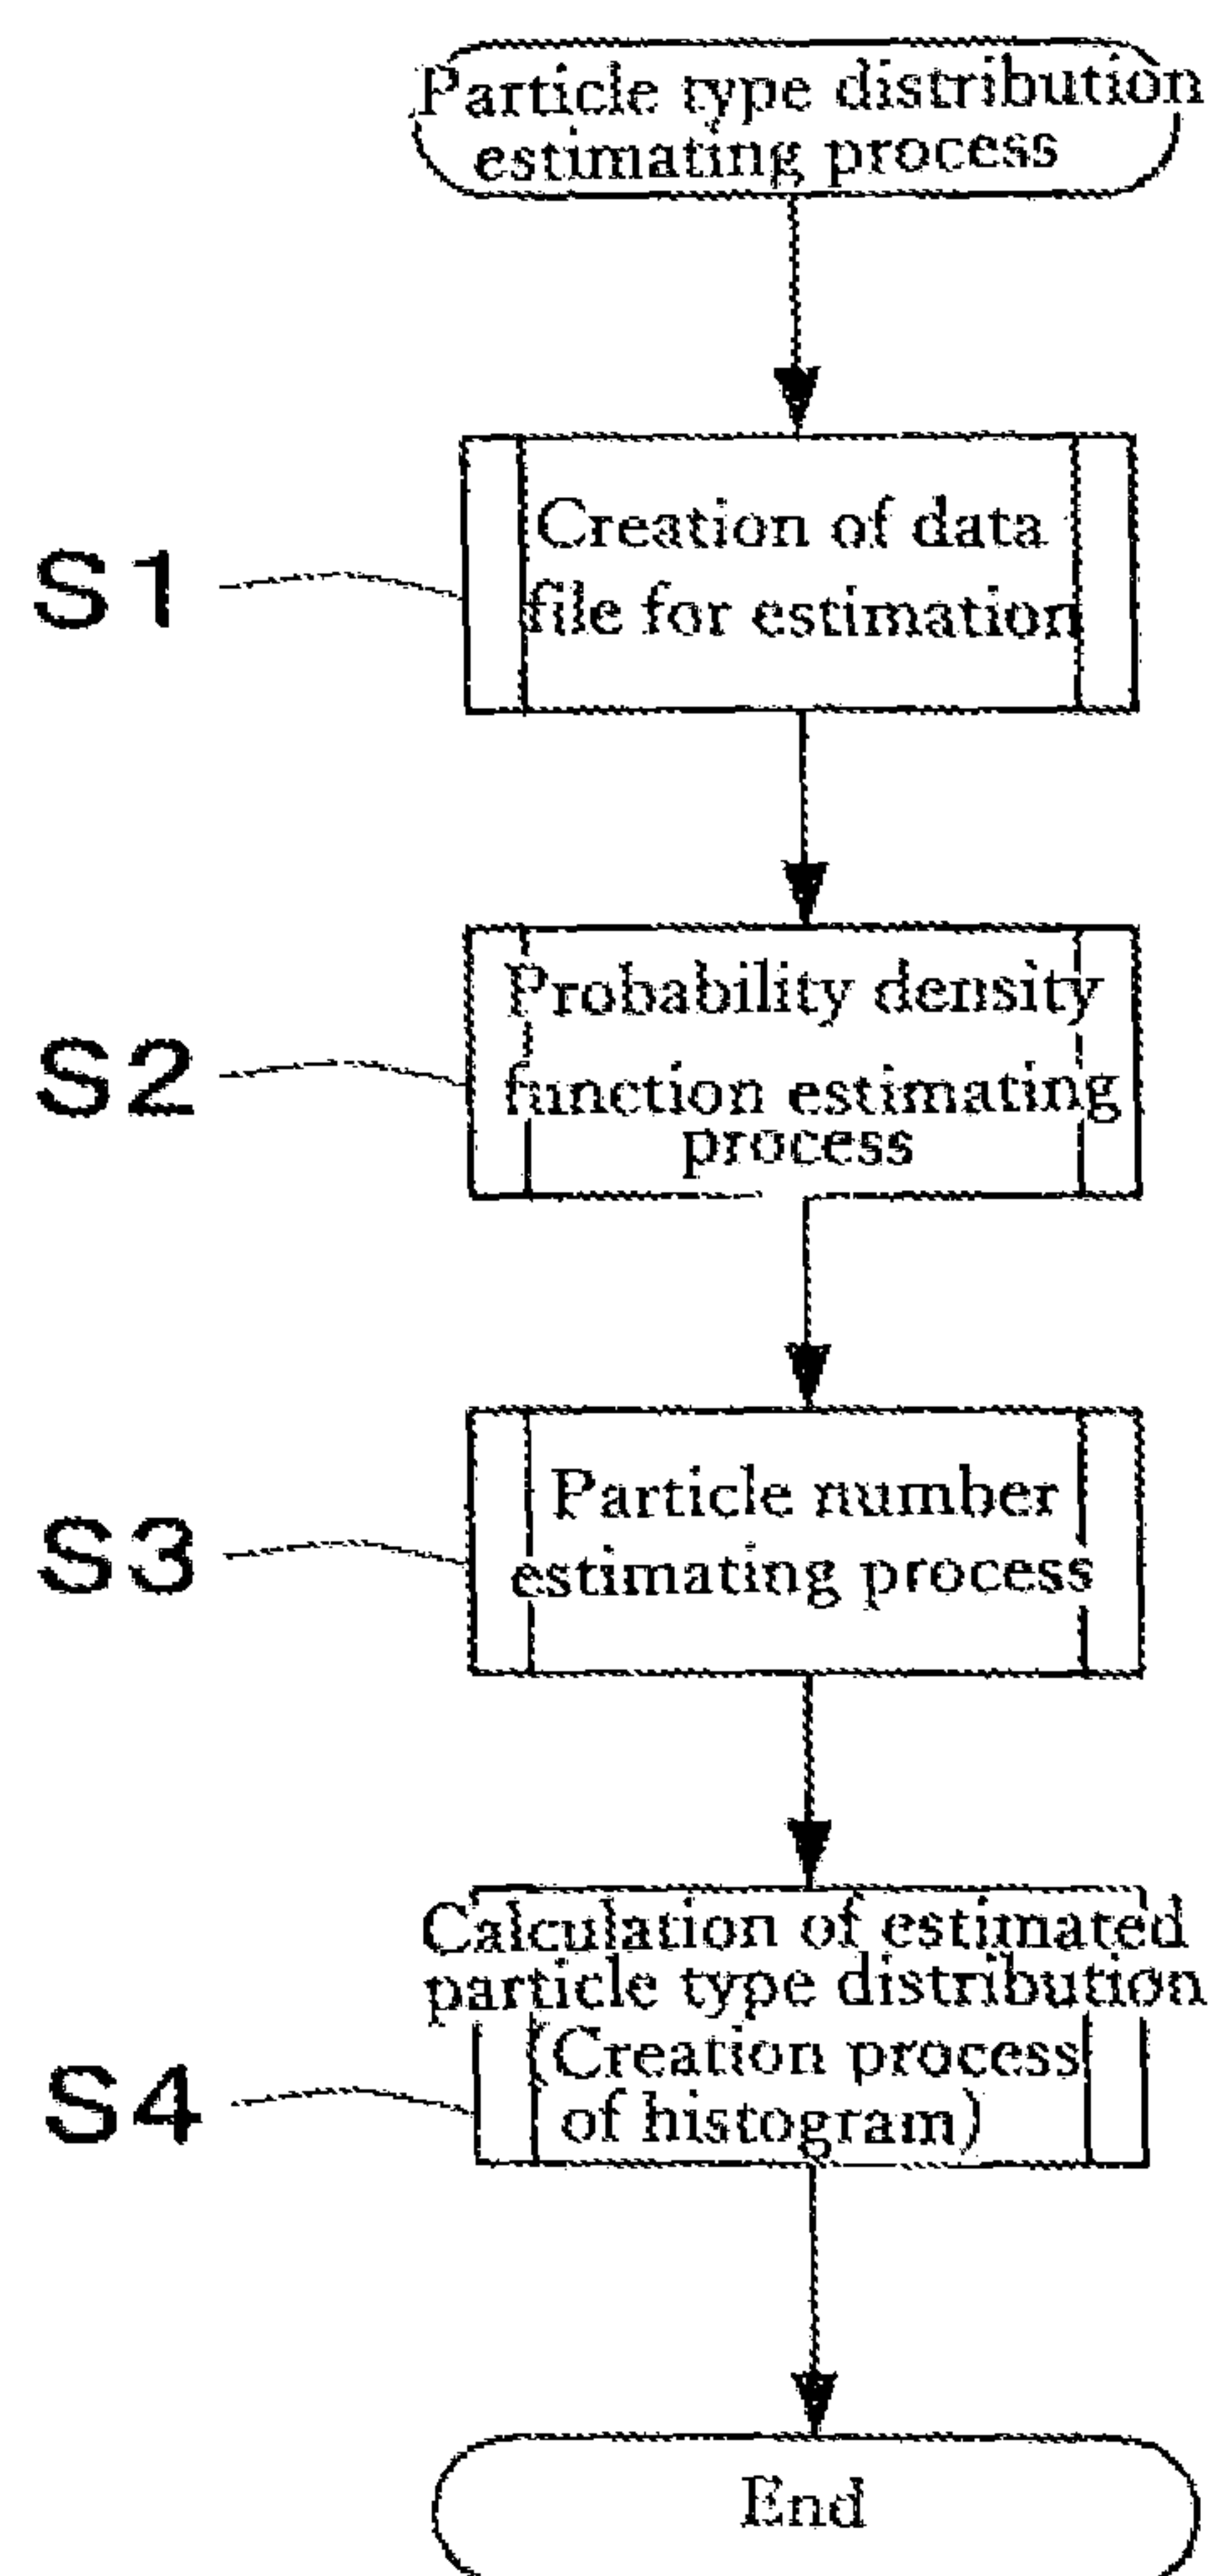 Particle type distribution
estimating process
S1
Creation of data
file for estimation
S2
Probability density
function estimating
process
S3
Particle number
estimating process
S4
Calculation of estimated
particle type distribution
(Creation process
of histogram)
End